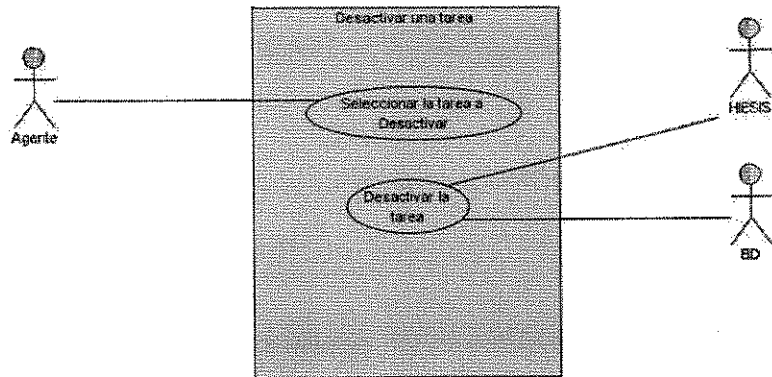 Desactivar una tarea
Agente
Seleccionar la tarea a
Desactivar
HIESIS
Desactivar la
tarea
BD